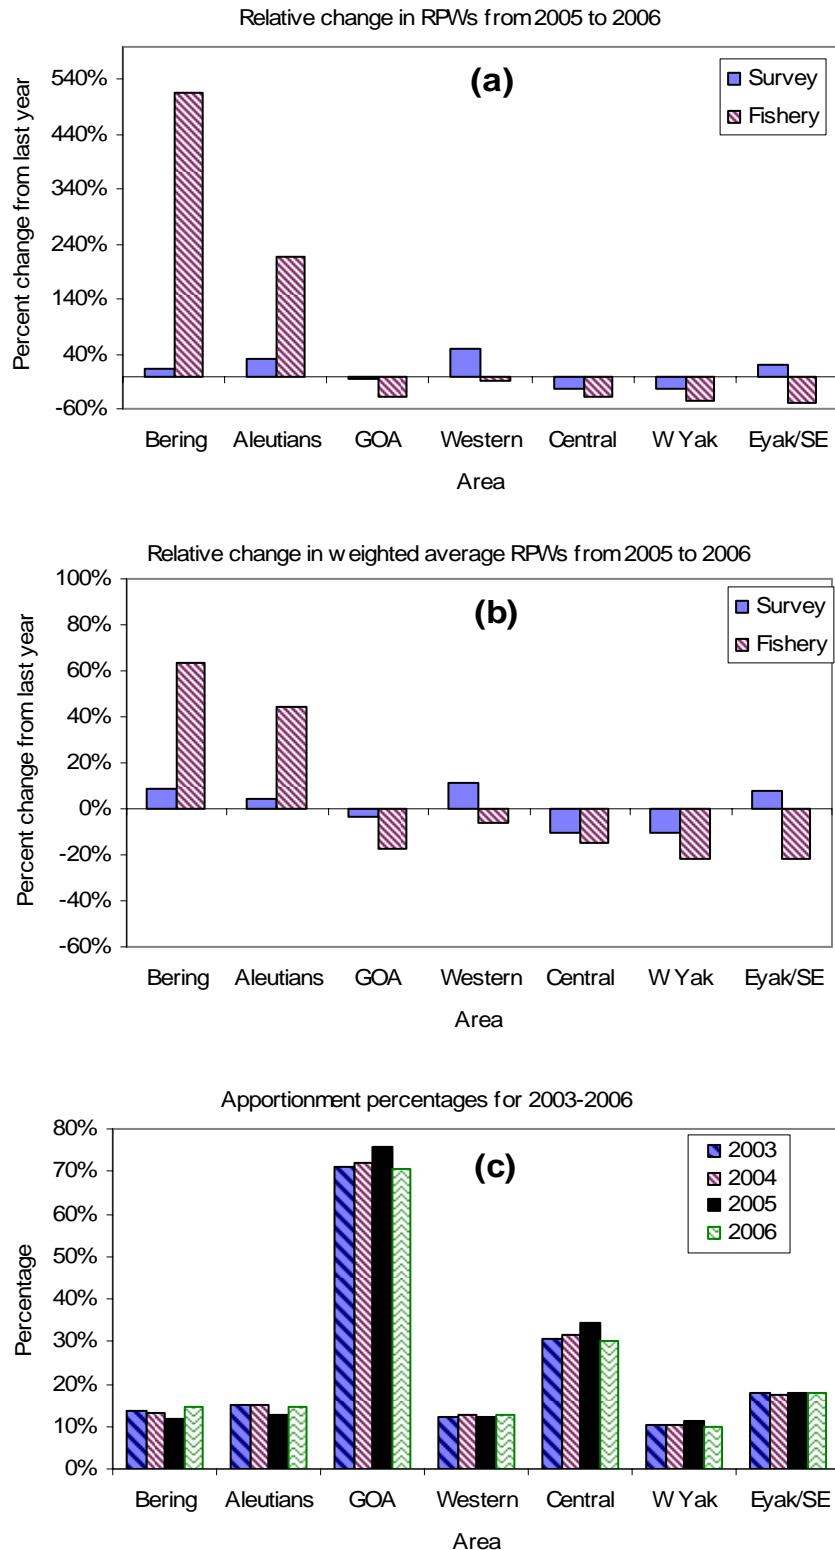 Relative change in RPWs from 2005 to 2006
(a)
Survey
Fishery
Percent change from last year
540%
440%
340%
240%
140%
40%
-60%
Bering Aleutians GOA Western Central W Yak Eyak/SE
Area
Relative change in weighted average RPWs from 2005 to 2006
(b)
Survey
Fishery
Percent change from last year
100%
80%
60%
40%
20%
0%
-20%
-40%
-60%
Bering Aleutians GOA Western Central W Yak Eyak/SE
Area
Apportionment percentages for 2003-2006
(c)
2003
2004
2005
2006
Percentage
80%
70%
60%
50%
40%
30%
20%
10%
0%
Bering Aleutians GOA Western Central W Yak Eyak/SE
Area